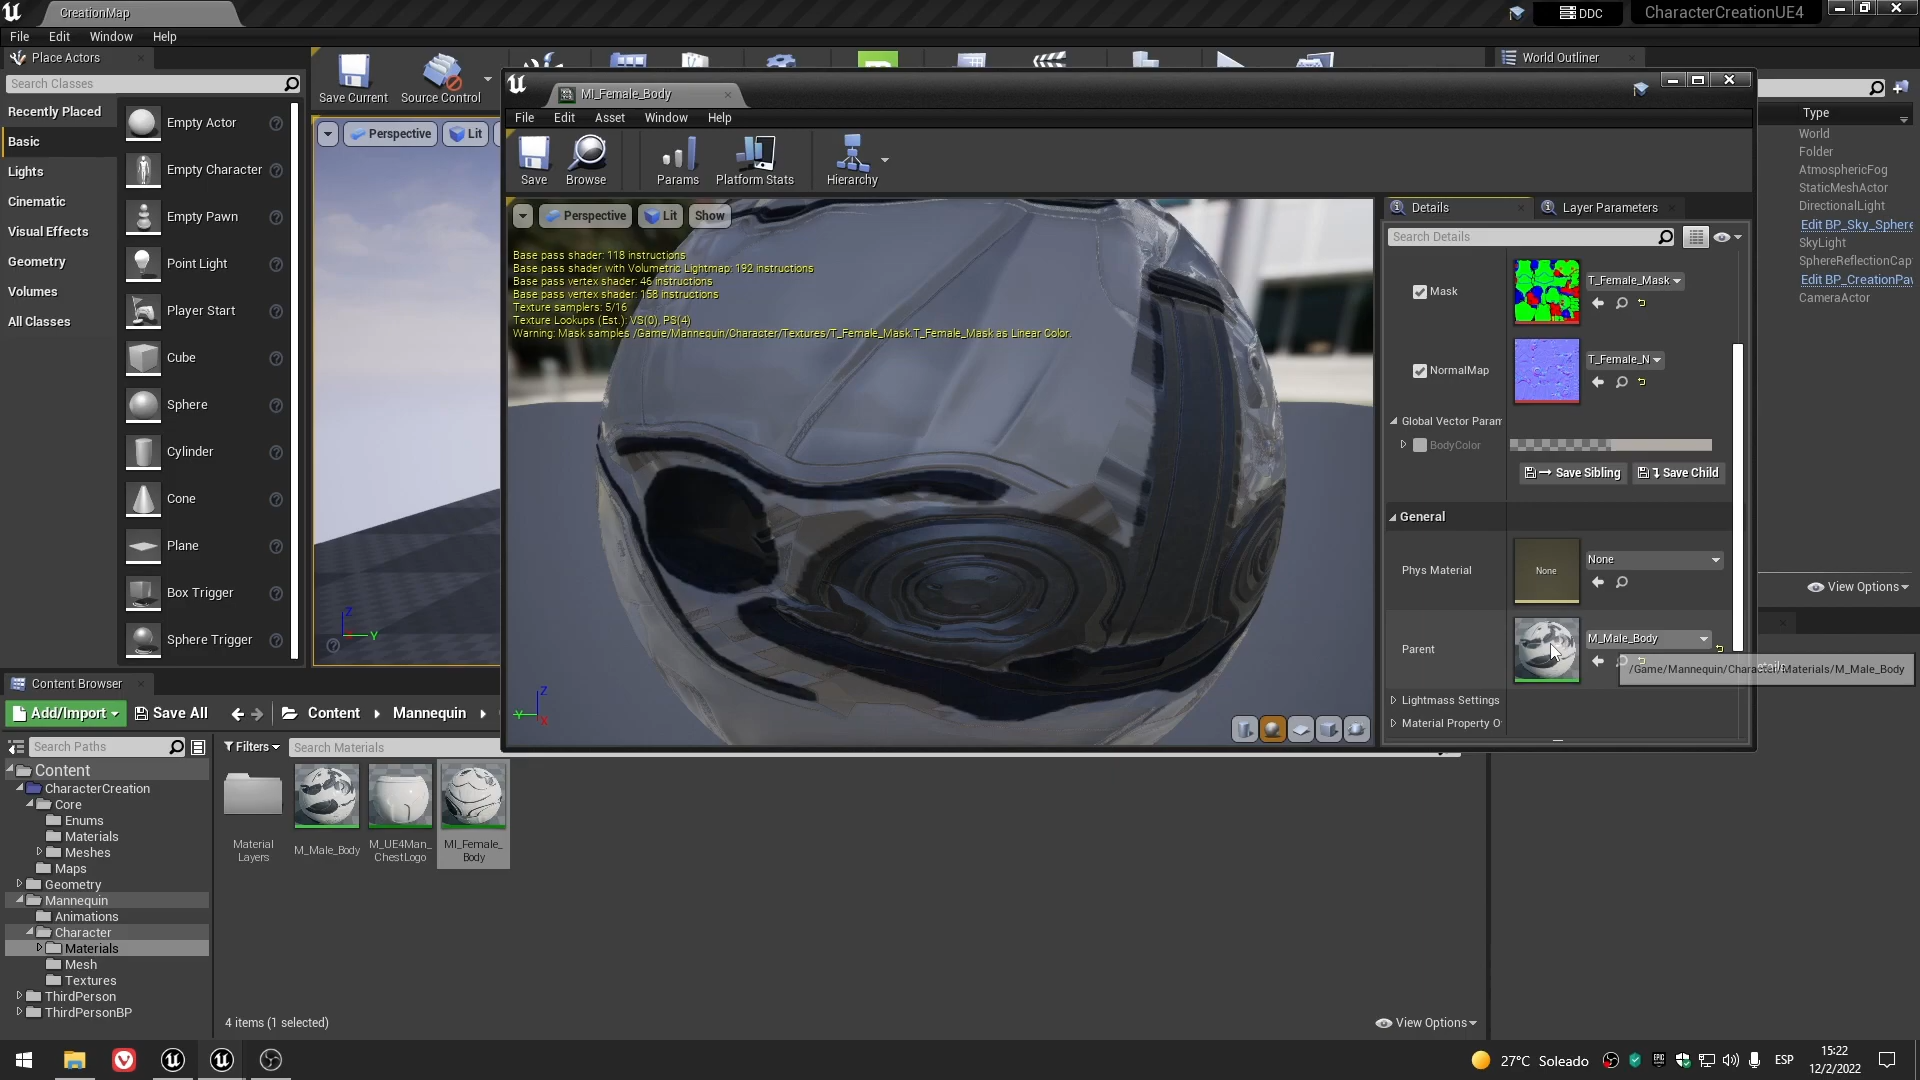 CreationMap
DDC
CharacterCreationUE4
File Edit Window Help
Place Actors
Search Classes
Recently Placed
Basic
Lights
Cinematic
Visual Effects
Geometry
Volumes
All Classes
Empty Actor
Empty Character
Empty Pawn
Point Light
Player Start
Cube
Sphere
Cylinder
Cone
Plane
Box Trigger
Sphere Trigger
Save Current
Source Control
Perspective
Lit
Z
Y
MI_Female_Body
File Edit Asset Window Help
Save
Browse
Params
Platform Stats
Hierarchy
Perspective
Lit
Show
Base pass shader: 118 instructions
Base pass shader with Volumetric Lightmap: 192 instructions
Base pass vertex shader: 46 instructions
Base pass vertex shader: 158 instructions
Texture samplers: 5/16
Texture Lookups (Est.): VS(0), PS(4)
Warning: Mask samples /Game/Mannequin/Character/Textures/T_Female_Mask.T_Female_Mask as Linear Color.
Z
Y
X
Details
Layer Parameters
Search Details
Mask
T_Female_Mask
NormalMap
T_Female_N
Global Vector Param
BodyColor
Save Sibling
Save Child
General
Phys Material
None
None
Parent
M_Male_Body
/Game/Mannequin/Character/Materials/M_Male_Body
Lightmass Settings
Material Property O
World Outliner
Type
World
Folder
AtmosphericFog
StaticMeshActor
DirectionalLight
Edit BP_Sky_Sphere
SkyLight
SphereReflectionCap
Edit BP_CreationPa
CameraActor
View Options
Content Browser
Add/Import
Save All
Content
Mannequin
Search Paths
Filters
Search Materials
Content
CharacterCreation
Core
Enums
Materials
Meshes
Maps
Geometry
Mannequin
Animations
Character
Materials
Mesh
Textures
ThirdPerson
ThirdPersonBP
Material
Layers
M_Male_Body
M_UE4Man_
ChestLogo
MI_Female_
Body
4 items (1 selected)
View Options
27°C Soleado
EPIC
ESP
15:22
12/2/2022